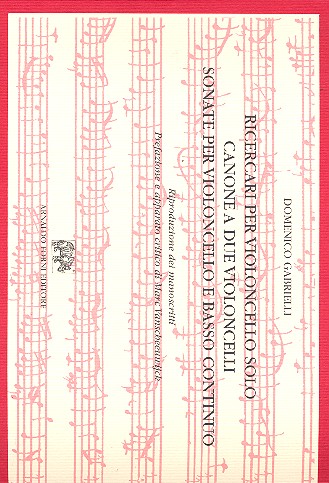 DOMENICO GABRIELLI
RICERCARI PER VIOLONCELLO SOLO
CANONE A DUE VIOLONCELLI
SONATE PER VIOLONCELLO E BASSO CONTINUO
Riproduzione dei manoscritti
Prefazione e apparato critico di Marc Vanscheeuwijck
ARNALDO FORNI EDITORE